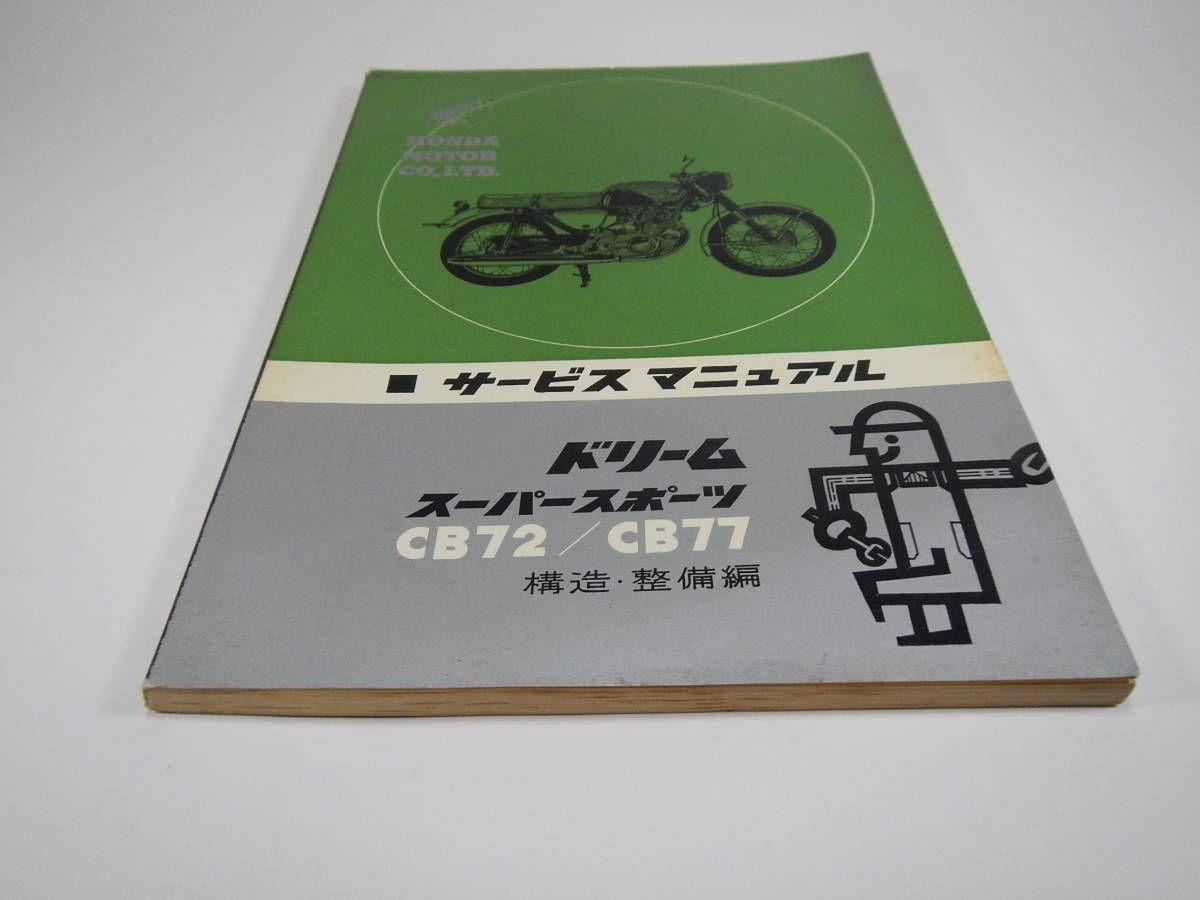 HONDA
MOTOR
CO., LTD.
■ サービス マニュアル
ドリーム
スーパースポーツ
CB72/CB77
構造・整備編